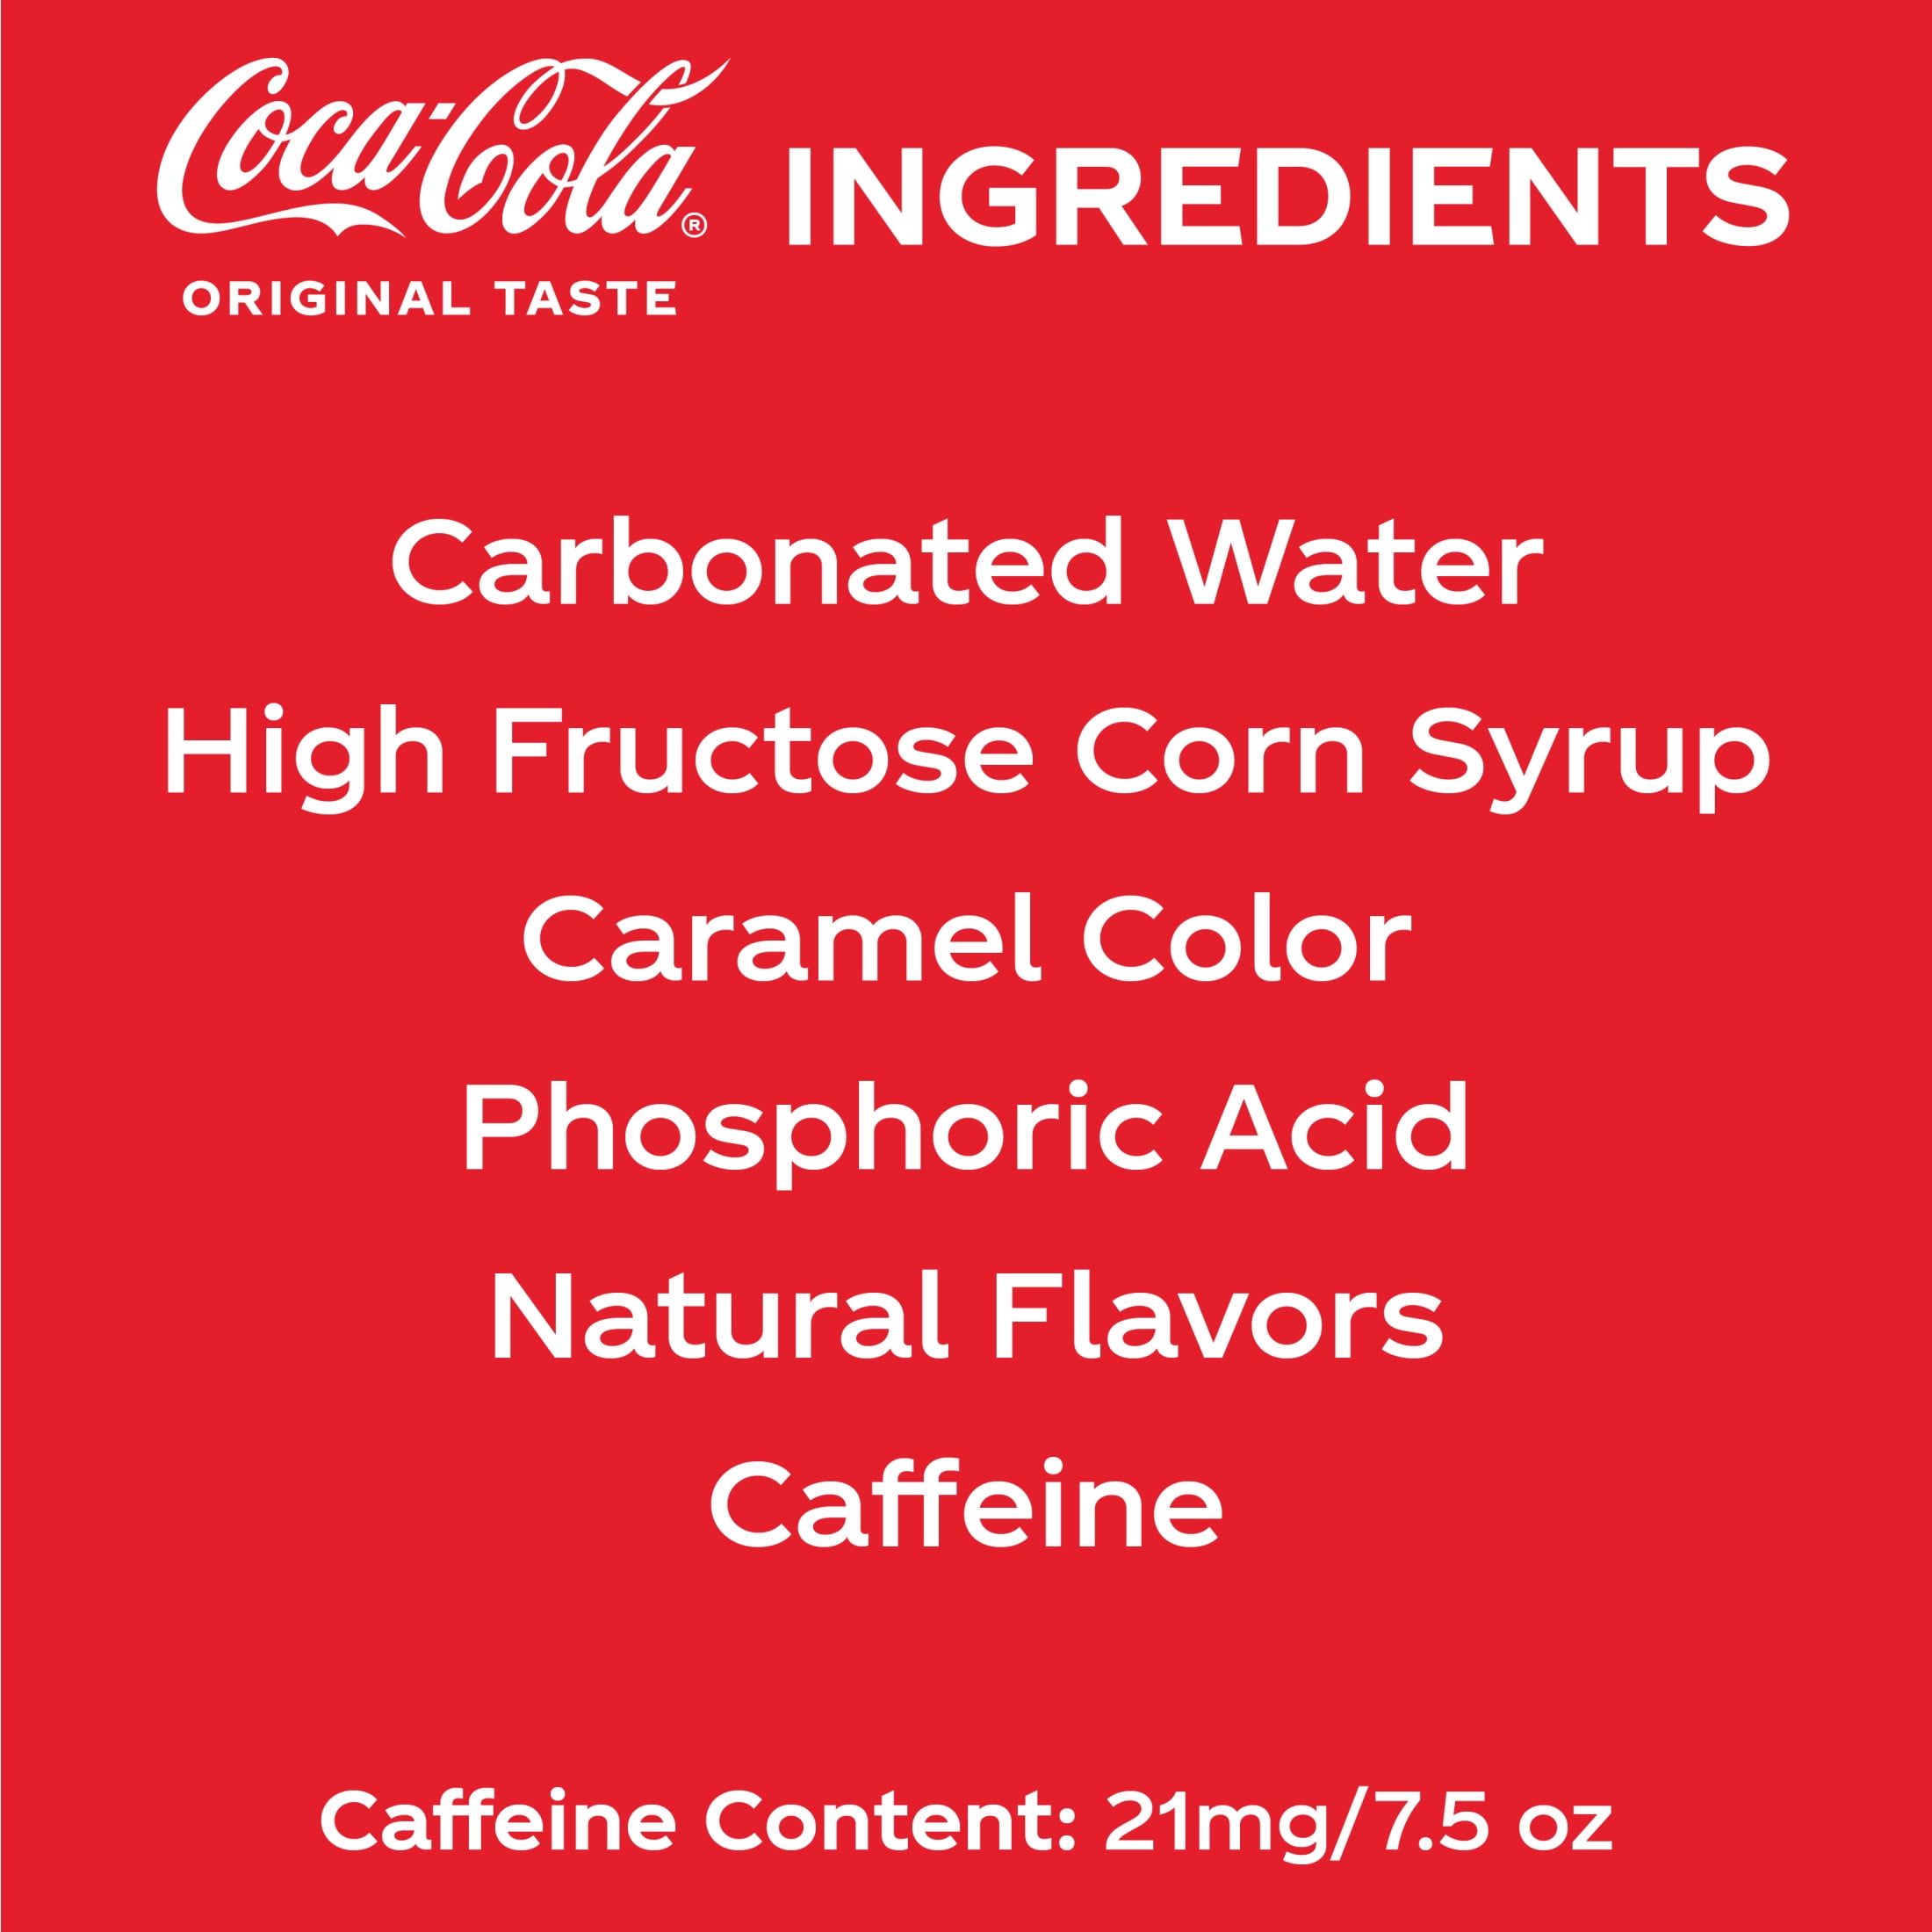 Coca-Cola® INGREDIENTS
ORIGINAL TASTE
Carbonated Water
High Fructose Corn Syrup
Caramel Color
Phosphoric Acid
Natural Flavors
Caffeine
Caffeine Content: 21mg/7.5 oz